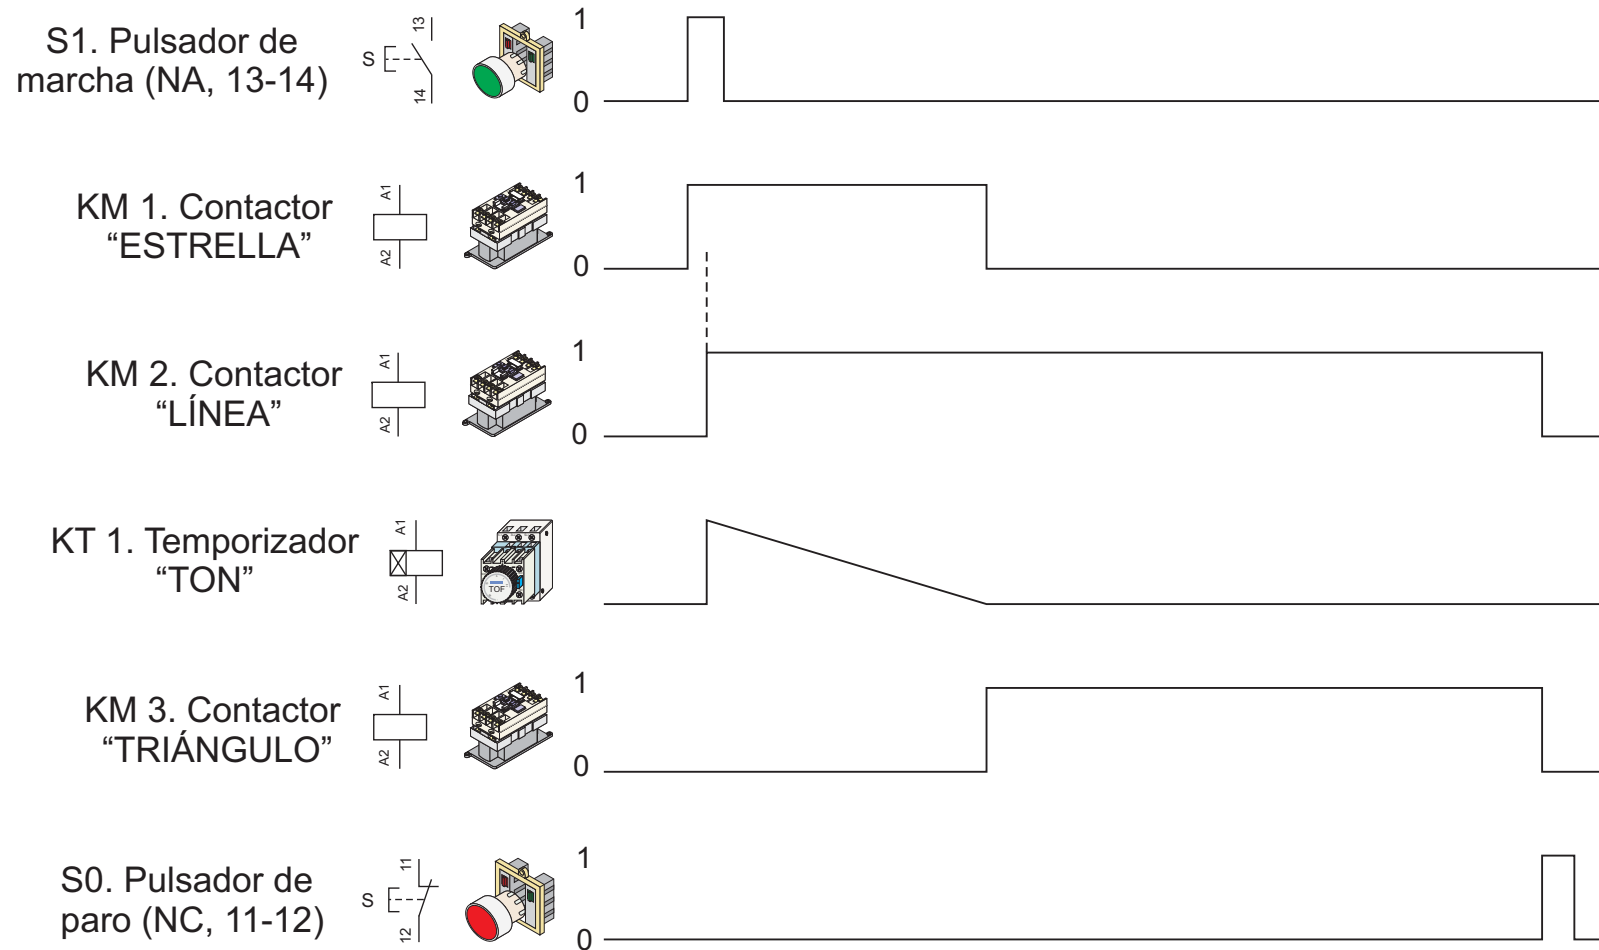 S1. Pulsador de
marcha (NA, 13-14)
S
13
14
1
0
KM 1. Contactor
“ESTRELLA”
A1
A2
1
0
KM 2. Contactor
“LÍNEA”
A1
A2
1
0
KT 1. Temporizador
“TON”
A1
A2
TOF
KM 3. Contactor
“TRIÁNGULO”
A1
A2
1
0
S0. Pulsador de
paro (NC, 11-12)
S
11
12
1
0